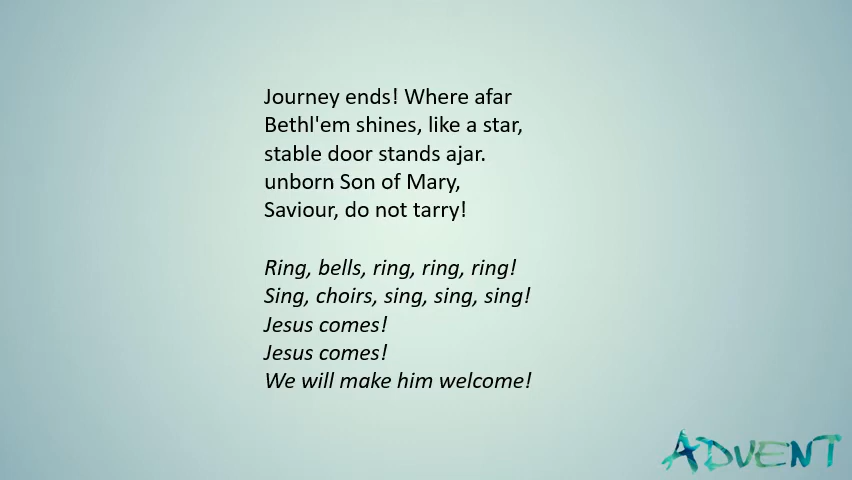 Journey ends! Where afar
Bethl'em shines, like a star,
stable door stands ajar.
unborn Son of Mary,
Saviour, do not tarry!
Ring, bells, ring, ring, ring!
Sing, choirs, sing, sing, sing!
Jesus comes!
Jesus comes!
We will make him welcome!
ADVENT